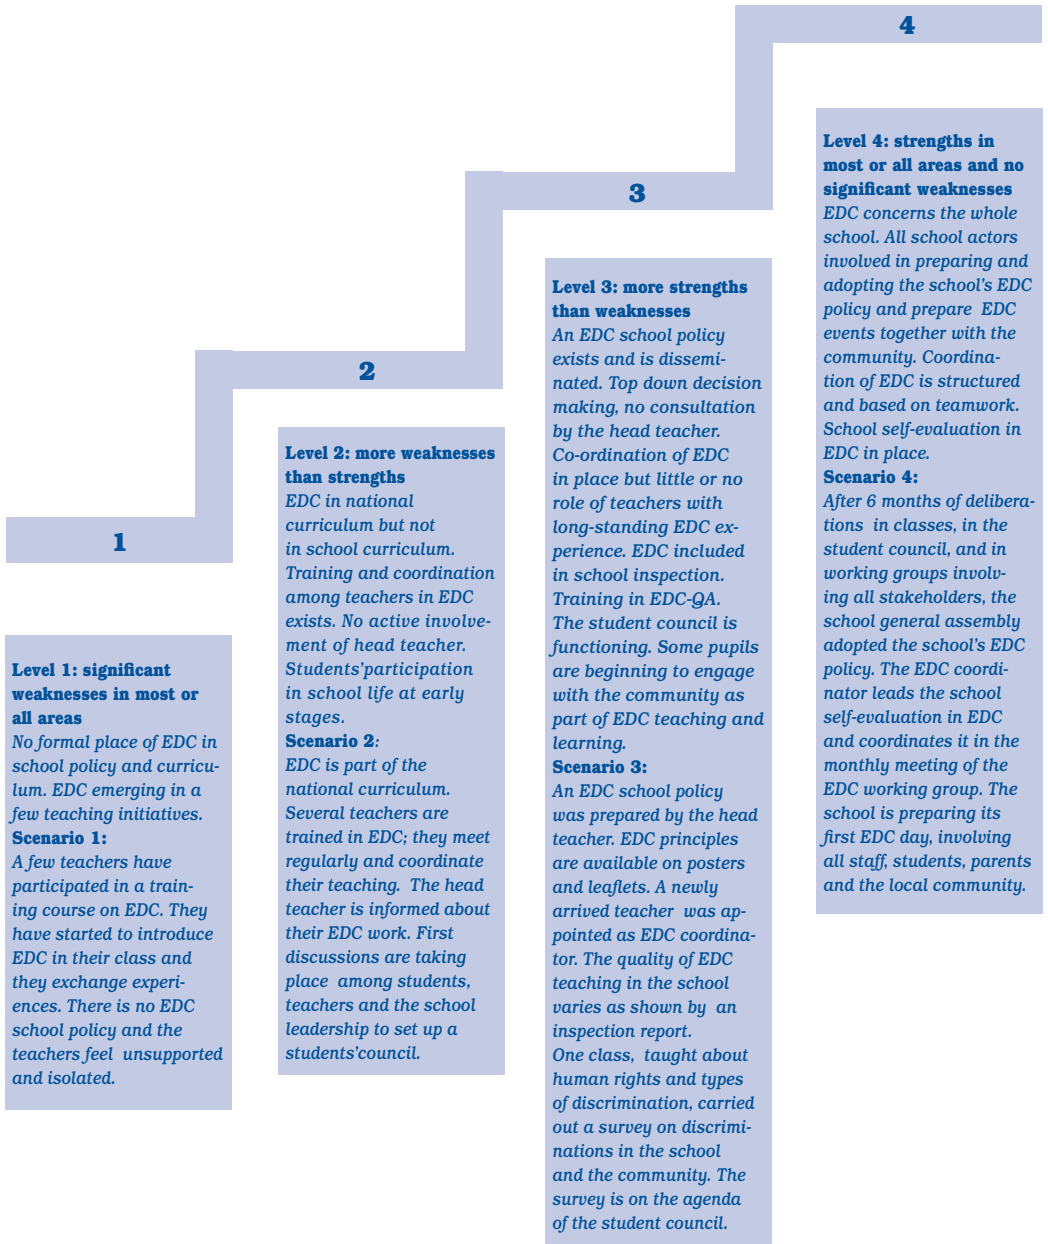 1
Level 1: significant
weaknesses in most or
all areas
No formal place of EDC in
school policy and curricu-
lum. EDC emerging in a
few teaching initiatives.
Scenario 1:
A few teachers have
participated in a train-
ing course on EDC. They
have started to introduce
EDC in their class and
they exchange experi-
ences. There is no EDC
school policy and the
teachers feel unsupported
and isolated.
2
Level 2: more weaknesses
than strengths
EDC in national
curriculum but not
in school curriculum.
Training and coordination
among teachers in EDC
exists. No active involve-
ment of head teacher.
Students'participation
in school life at early
stages.
Scenario 2:
EDC is part of the
national curriculum.
Several teachers are
trained in EDC; they meet
regularly and coordinate
their teaching. The head
teacher is informed about
their EDC work. First
discussions are taking
place among students,
teachers and the school
leadership to set up a
students'council.
3
Level 3: more strengths
than weaknesses
An EDC school policy
exists and is dissemi-
nated. Top down decision
making, no consultation
by the head teacher.
Co-ordination of EDC
in place but little or no
role of teachers with
long-standing EDC ex-
perience. EDC included
in school inspection.
Training in EDC-QA.
The student council is
functioning. Some pupils
are beginning to engage
with the community as
part of EDC teaching and
learning.
Scenario 3:
An EDC school policy
was prepared by the head
teacher. EDC principles
are available on posters
and leaflets. A newly
arrived teacher was ap-
pointed as EDC coordina-
tor. The quality of EDC
teaching in the school
varies as shown by an
inspection report.
One class, taught about
human rights and types
of discrimination, carried
out a survey on discrimi-
nations in the school
and the community. The
survey is on the agenda
of the student council.
4
Level 4: strengths in
most or all areas and no
significant weaknesses
EDC concerns the whole
school. All school actors
involved in preparing and
adopting the school's EDC
policy and prepare EDC
events together with the
community. Coordina-
tion of EDC is structured
and based on teamwork.
School self-evaluation in
EDC in place.
Scenario 4:
After 6 months of delibera-
tions in classes, in the
student council, and in
working groups involv-
ing all stakeholders, the
school general assembly
adopted the school's EDC
policy. The EDC coordi-
nator leads the school
self-evaluation in EDC
and coordinates it in the
monthly meeting of the
EDC working group. The
school is preparing its
first EDC day, involving
all staff, students, parents
and the local community.